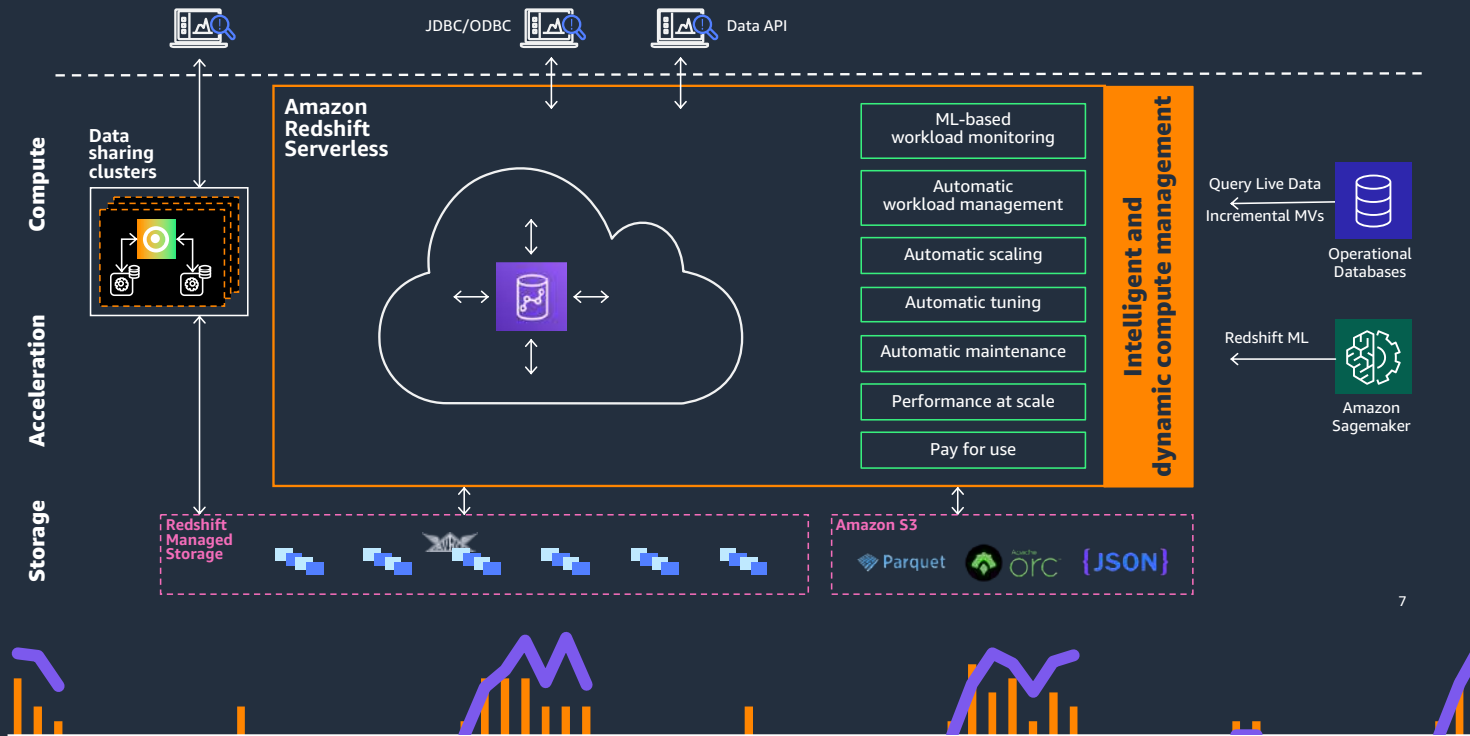 JDBC/ODBC
Data API
Compute
Acceleration
Storage
Data
sharing
clusters
Amazon
Redshift
Serverless
ML-based
workload monitoring
Automatic
workload management
Automatic scaling
Automatic tuning
Automatic maintenance
Performance at scale
Pay for use
Intelligent and
dynamic compute management
Query Live Data
Incremental MVs
Operational
Databases
Redshift ML
Amazon
Sagemaker
Redshift
Managed
Storage
Amazon S3
Parquet
Apache
orc
{JSON}
7